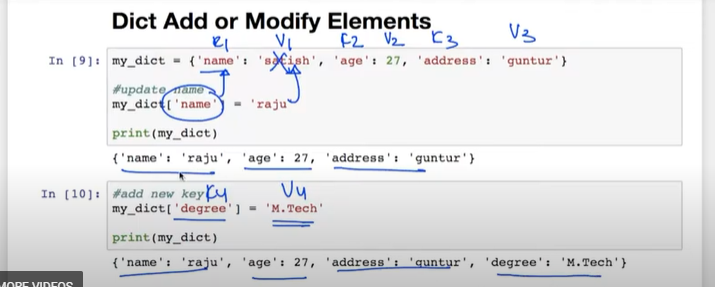 Dict Add or Modify Elements
K1 V1 K2 V2 K3 V3
In [9]: my_dict = {'name': 'satish', 'age': 27, 'address': 'guntur'}
#update name
my_dict['name'] = 'raju'
print(my_dict)
{'name': 'raju', 'age': 27, 'address': 'guntur'}
In [10]: #add new key K4 V4
my_dict['degree'] = 'M.Tech'
print(my_dict)
{'name': 'raju', 'age': 27, 'address': 'guntur', 'degree': 'M.Tech'}
MORE VIDEOS